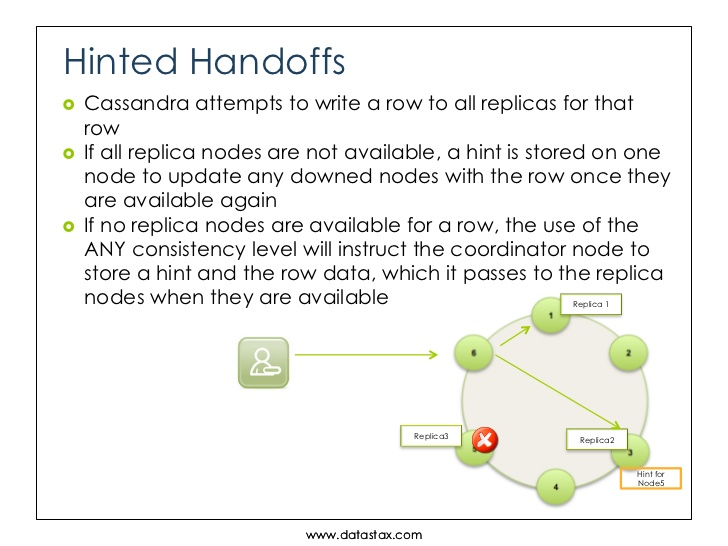 Hinted Handoffs
Cassandra attempts to write a row to all replicas for that
row
If all replica nodes are not available, a hint is stored on one
node to update any downed nodes with the row once they
are available again
If no replica nodes are available for a row, the use of the
ANY consistency level will instruct the coordinator node to
store a hint and the row data, which it passes to the replica
nodes when they are available
Replica 1
1
6
2
Replica3
Replica2
3
Hint for
Node5
4
www.datastax.com